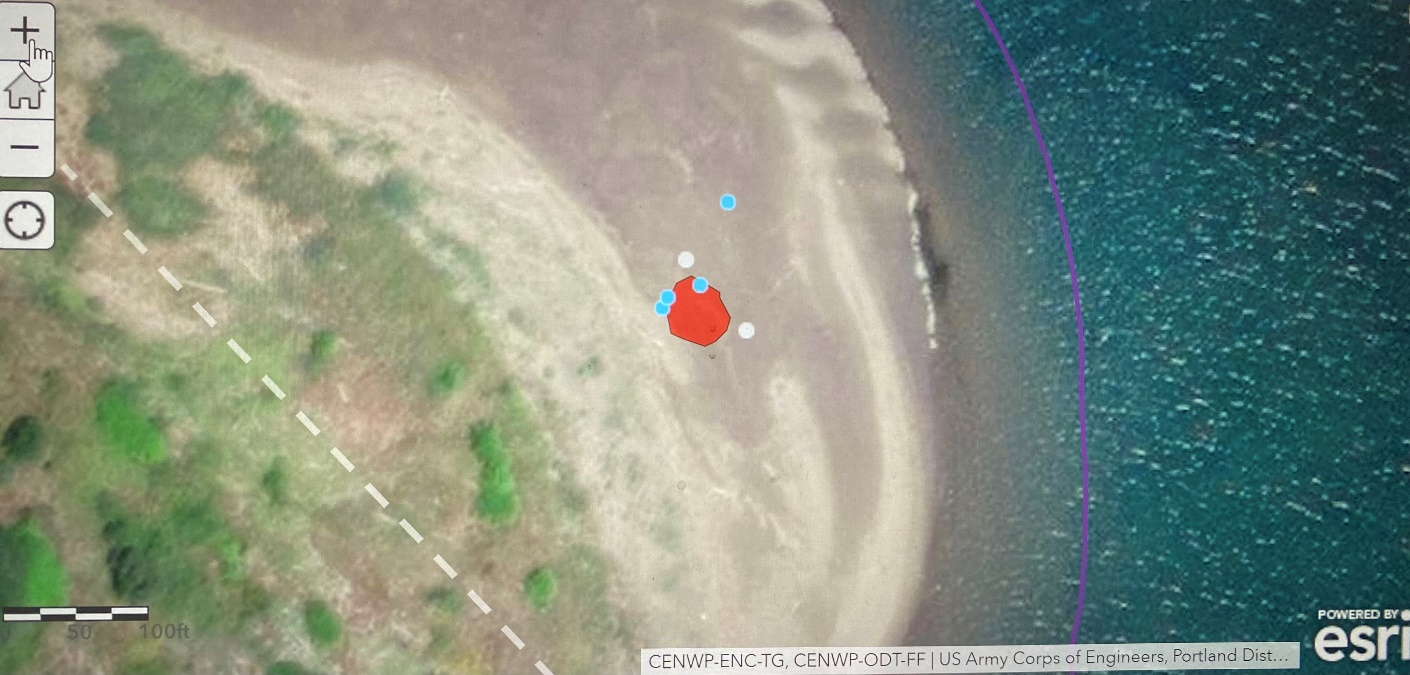 50
100ft
POWERED BY
esri
CENWP-ENC-TG, CENWP-ODT-FF | US Army Corps of Engineers, Portland Dist…